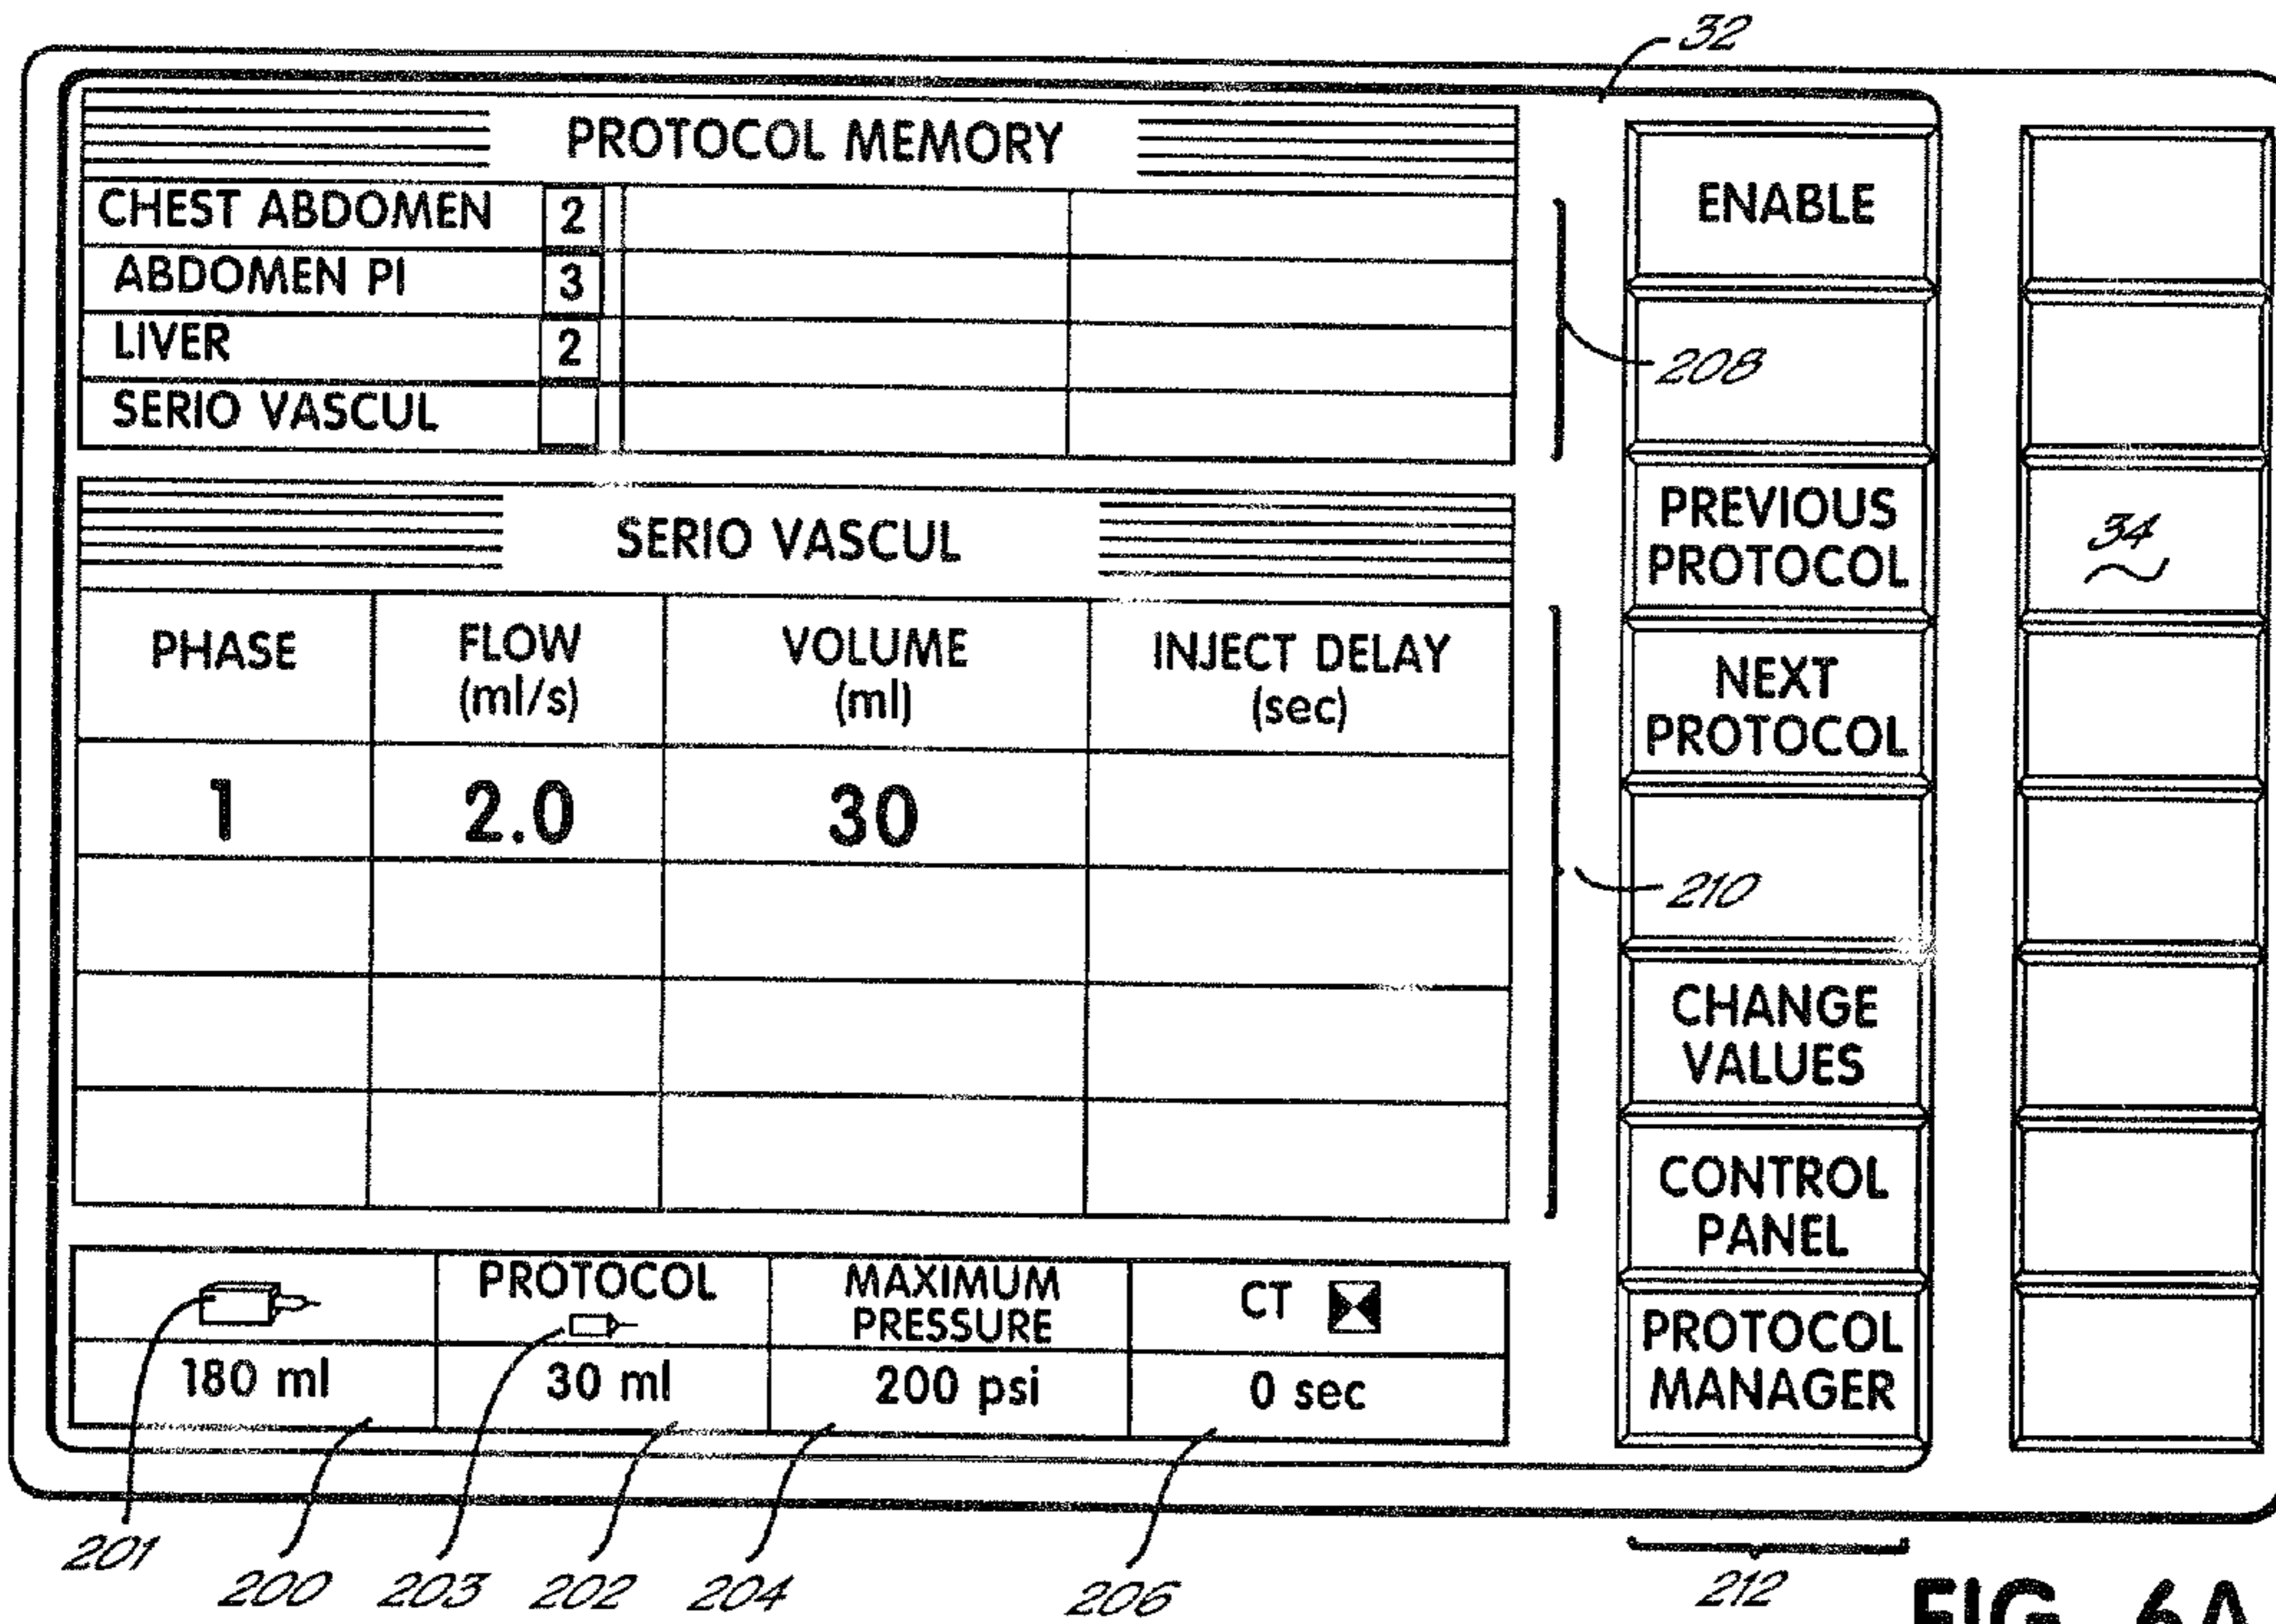 32
PROTOCOL MEMORY
ENABLE
CHEST ABDOMEN 2
ABDOMEN PI 3
LIVER 2
SERIO VASCUL
208
SERIO VASCUL
PREVIOUS
PROTOCOL
34
PHASE FLOW VOLUME INJECT DELAY
(ml/s) (ml) (sec)
NEXT
PROTOCOL
1 2.0 30
210
CHANGE
VALUES
CONTROL
PANEL
PROTOCOL MAXIMUM CT
PRESSURE
180 ml 30 ml 200 psi 0 sec
PROTOCOL
MANAGER
201 200 203 202 204 206 212
FIG. 6A